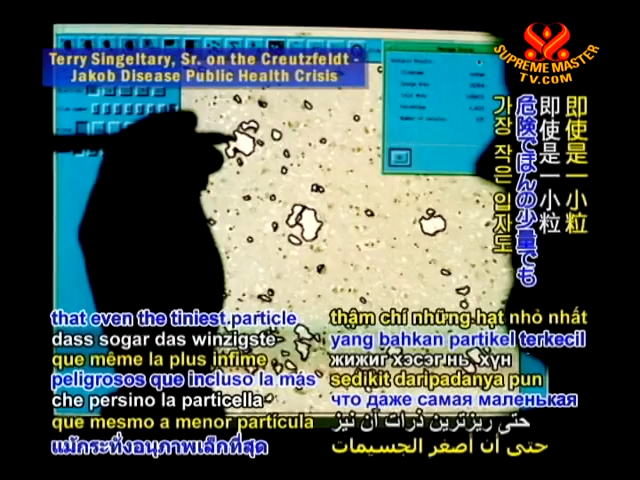 Terry Singeltary, Sr. on the Creutzfeldt -
Jakob Disease Public Health Crisis
SUPREME MASTER
TV.COM
即使是一小粒
即使是一小粒
危険でほんの少量でも
가장 작은 입자도
that even the tiniest particle
dass sogar das winzigste
que même la plus infime
peligrosos que incluso la más
che persino la particella
que mesmo a menor partícula
แม้กระทั่งอนุภาพเล็กที่สุด
thậm chí những hạt nhỏ nhất
yang bahkan partikel terkecil
жижиг хэсэг нь хүн
sedikit daripadanya pun
что даже самая маленькая
حتی ریزترین ذرات آن نیز
حتى أن أصغر الجسيمات